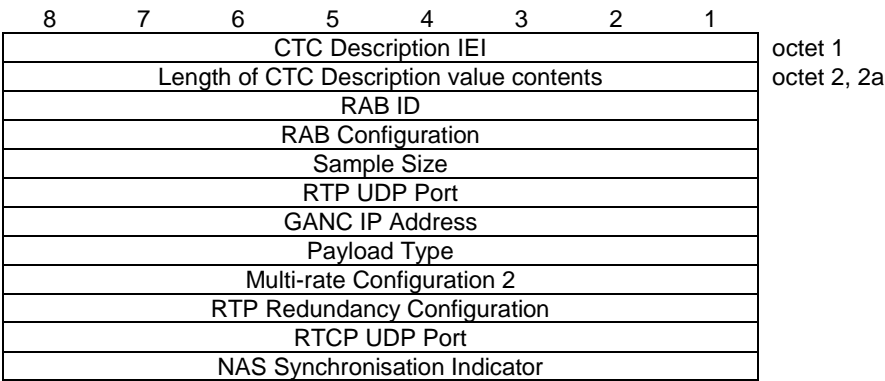 8 7 6 5 4 3 2 1
CTC Description IEI octet 1
Length of CTC Description value contents octet 2, 2a
RAB ID
RAB Configuration
Sample Size
RTP UDP Port
GANC IP Address
Payload Type
Multi-rate Configuration 2
RTP Redundancy Configuration
RTCP UDP Port
NAS Synchronisation Indicator